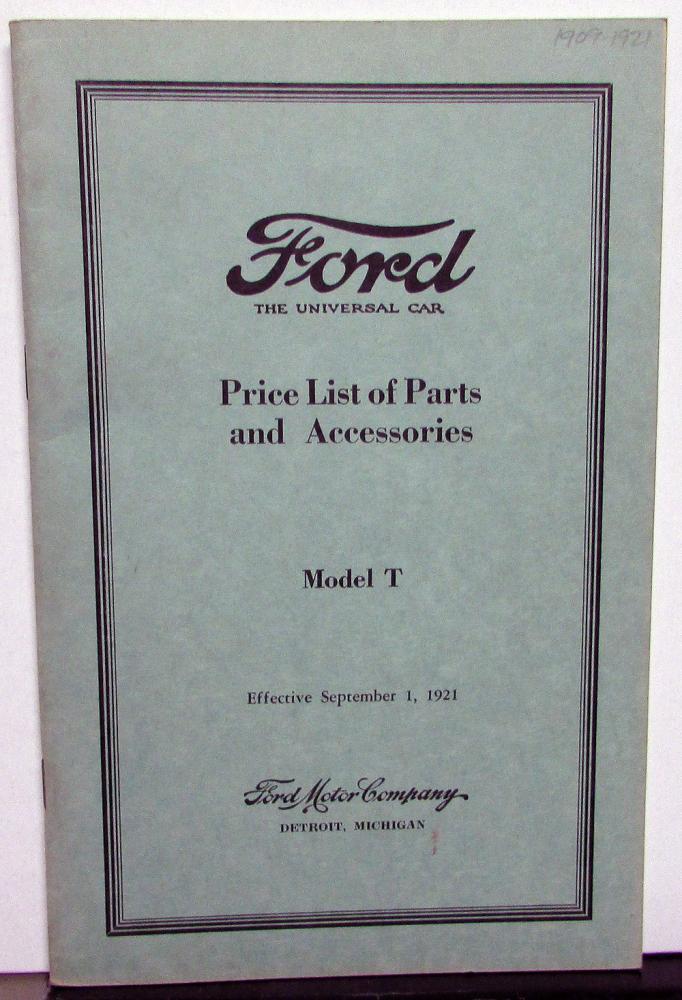 1909-1921
Ford
THE UNIVERSAL CAR
Price List of Parts
and Accessories
Model T
Effective September 1, 1921
Ford Motor Company
DETROIT, MICHIGAN